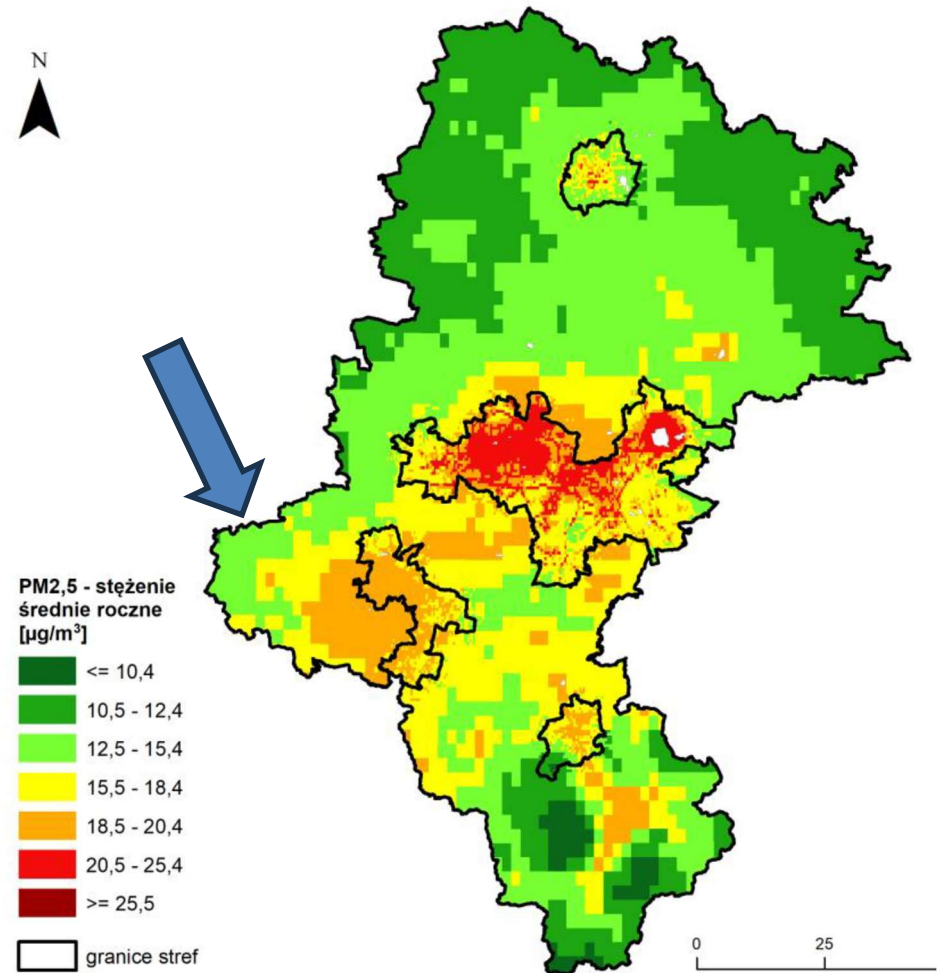 N
PM2,5 - stężenie
średnie roczne
[µg/m³]
<= 10,4
10,5 - 12,4
12,5 - 15,4
15,5 - 18,4
18,5 - 20,4
20,5 - 25,4
>= 25,5
granice stref
0 25